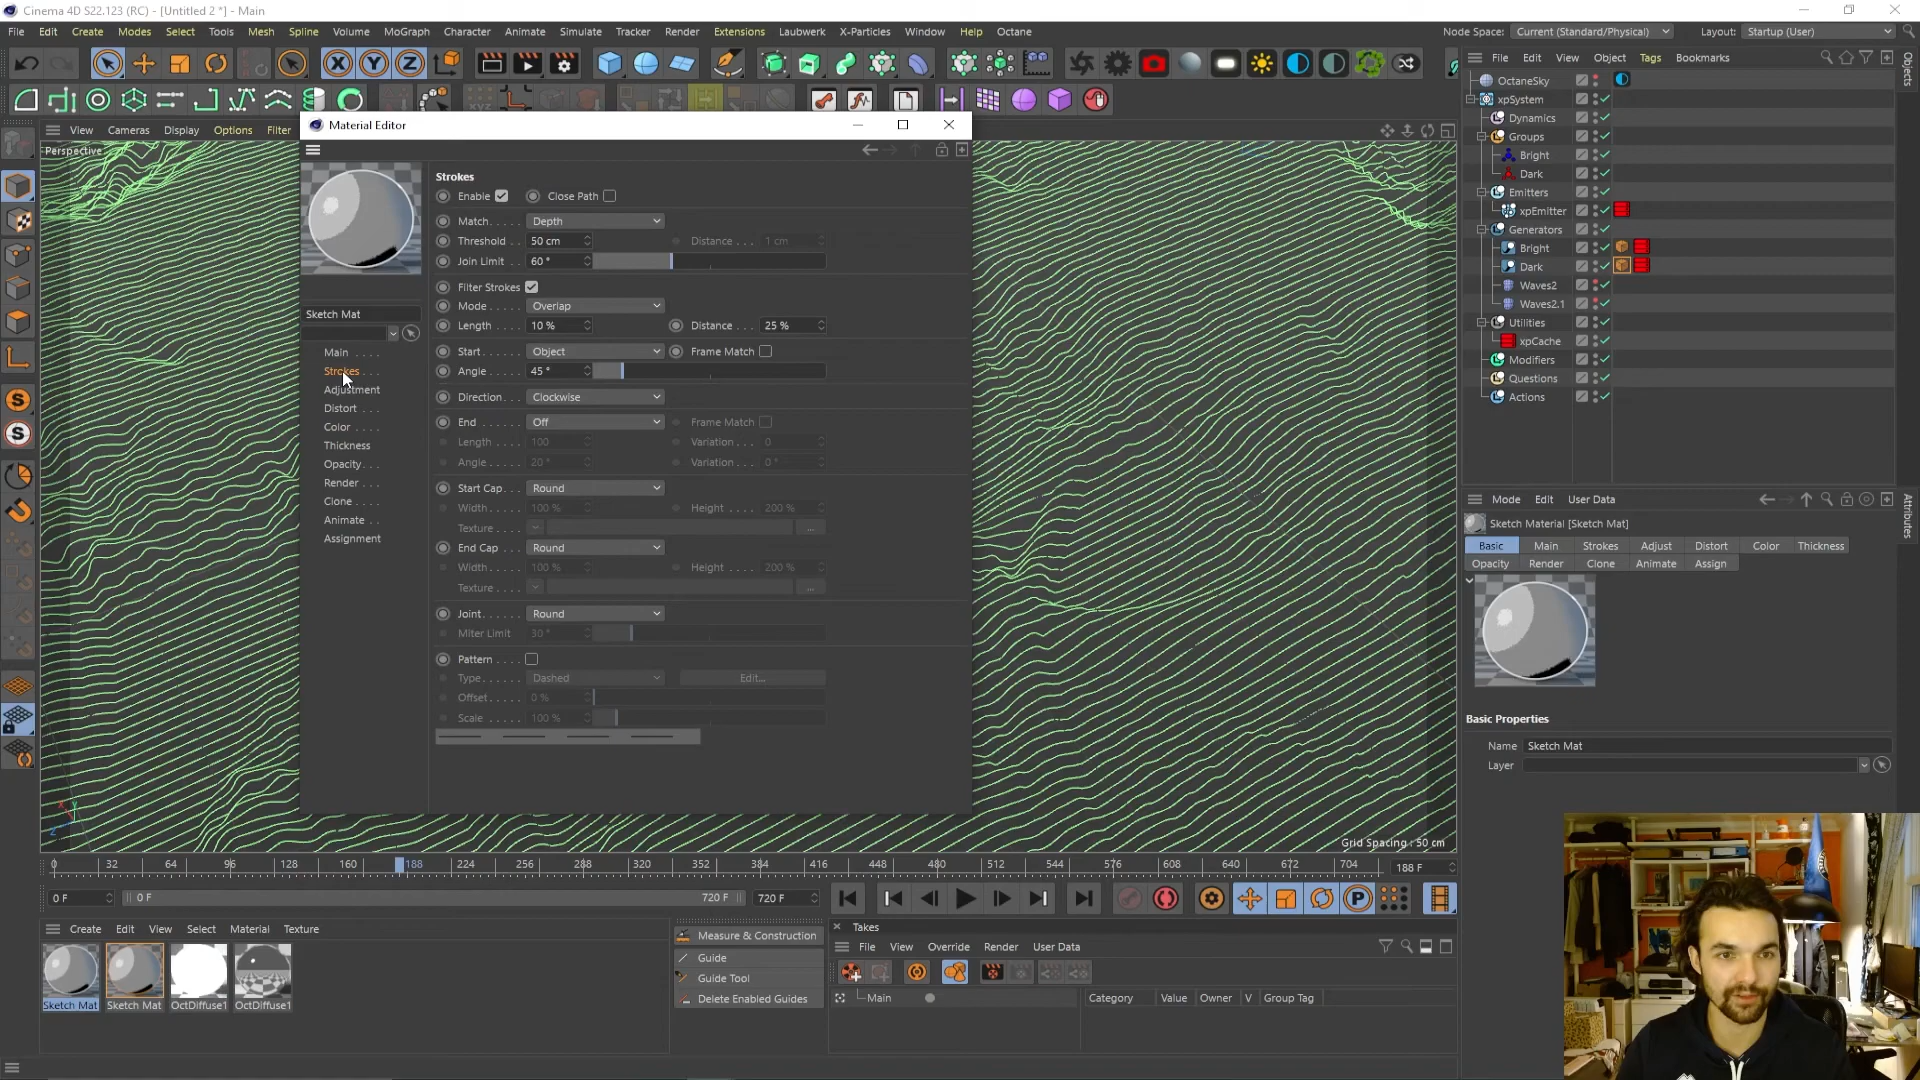 Cinema 4D S22.123 (RC) - [Untitled 2 *] - Main
File Edit Create Modes Select Tools Mesh Spline Volume MoGraph Character Animate Simulate Tracker Render Extensions Laubwerk X-Particles Window Help Octane
Node Space: Current (Standard/Physical) Layout: Startup (User)
File Edit View Object Tags Bookmarks
Objects
OctaneSky
xpSystem
Dynamics
Groups
Bright
Dark
Emitters
xpEmitter
Generators
Bright
Dark
Waves2
Waves2.1
Utilities
xpCache
Modifiers
Questions
Actions
View Cameras Display Options Filter
Perspective
Material Editor
Sketch Mat
Main . . . .
Strokes . . .
Adjustment
Distort . . .
Color . . . .
Thickness
Opacity. . .
Render . . .
Clone . . . .
Animate . .
Assignment
Strokes
Enable Close Path
Match. . . . . Depth
Threshold . . 50 cm Distance . . . 1 cm
Join Limit . . 60 °
Filter Strokes
Mode. . . . . Overlap
Length . . . . 10 % Distance . . . 25 %
Start. . . . . . Object Frame Match
Angle . . . . . 45 °
Direction. . . Clockwise
End . . . . . . Off Frame Match
Length . . . . 100 Variation . . . 0
Angle . . . . . 20 ° Variation . . . 0 °
Start Cap. . . Round
Width . . . . . 100 % Height . . . . 200 %
Texture . . . . ...
End Cap . . . Round
Width . . . . . 100 % Height . . . . 200 %
Texture . . . . ...
Joint. . . . . . Round
Miter Limit 30 °
Pattern . . . .
Type. . . . . . Dashed Edit...
Offset. . . . . 0 %
Scale . . . . . 100 %
Grid Spacing : 50 cm
Mode Edit User Data
Attributes
Sketch Material [Sketch Mat]
Basic Main Strokes Adjust Distort Color Thickness
Opacity Render Clone Animate Assign
Basic Properties
Name Sketch Mat
Layer
0 32 64 96 128 160 188 224 256 288 320 352 384 416 448 480 512 544 576 608 640 672 704 188 F
0 F 0 F 720 F 720 F
Create Edit View Select Material Texture
Sketch Mat Sketch Mat OctDiffuse1 OctDiffuse1
Measure & Construction
Guide
Guide Tool
Delete Enabled Guides
Takes
File View Override Render User Data
Main Category Value Owner V Group Tag